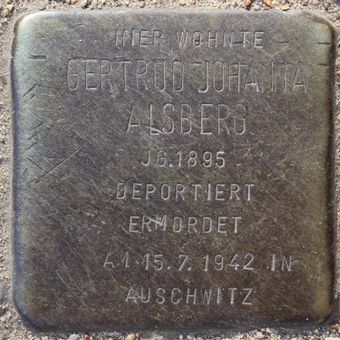 HIER WOHNTE
GERTRUD JOHANNA
ALSBERG
JG. 1895
DEPORTIERT
ERMORDET
AM 15.7.1942 IN
AUSCHWITZ